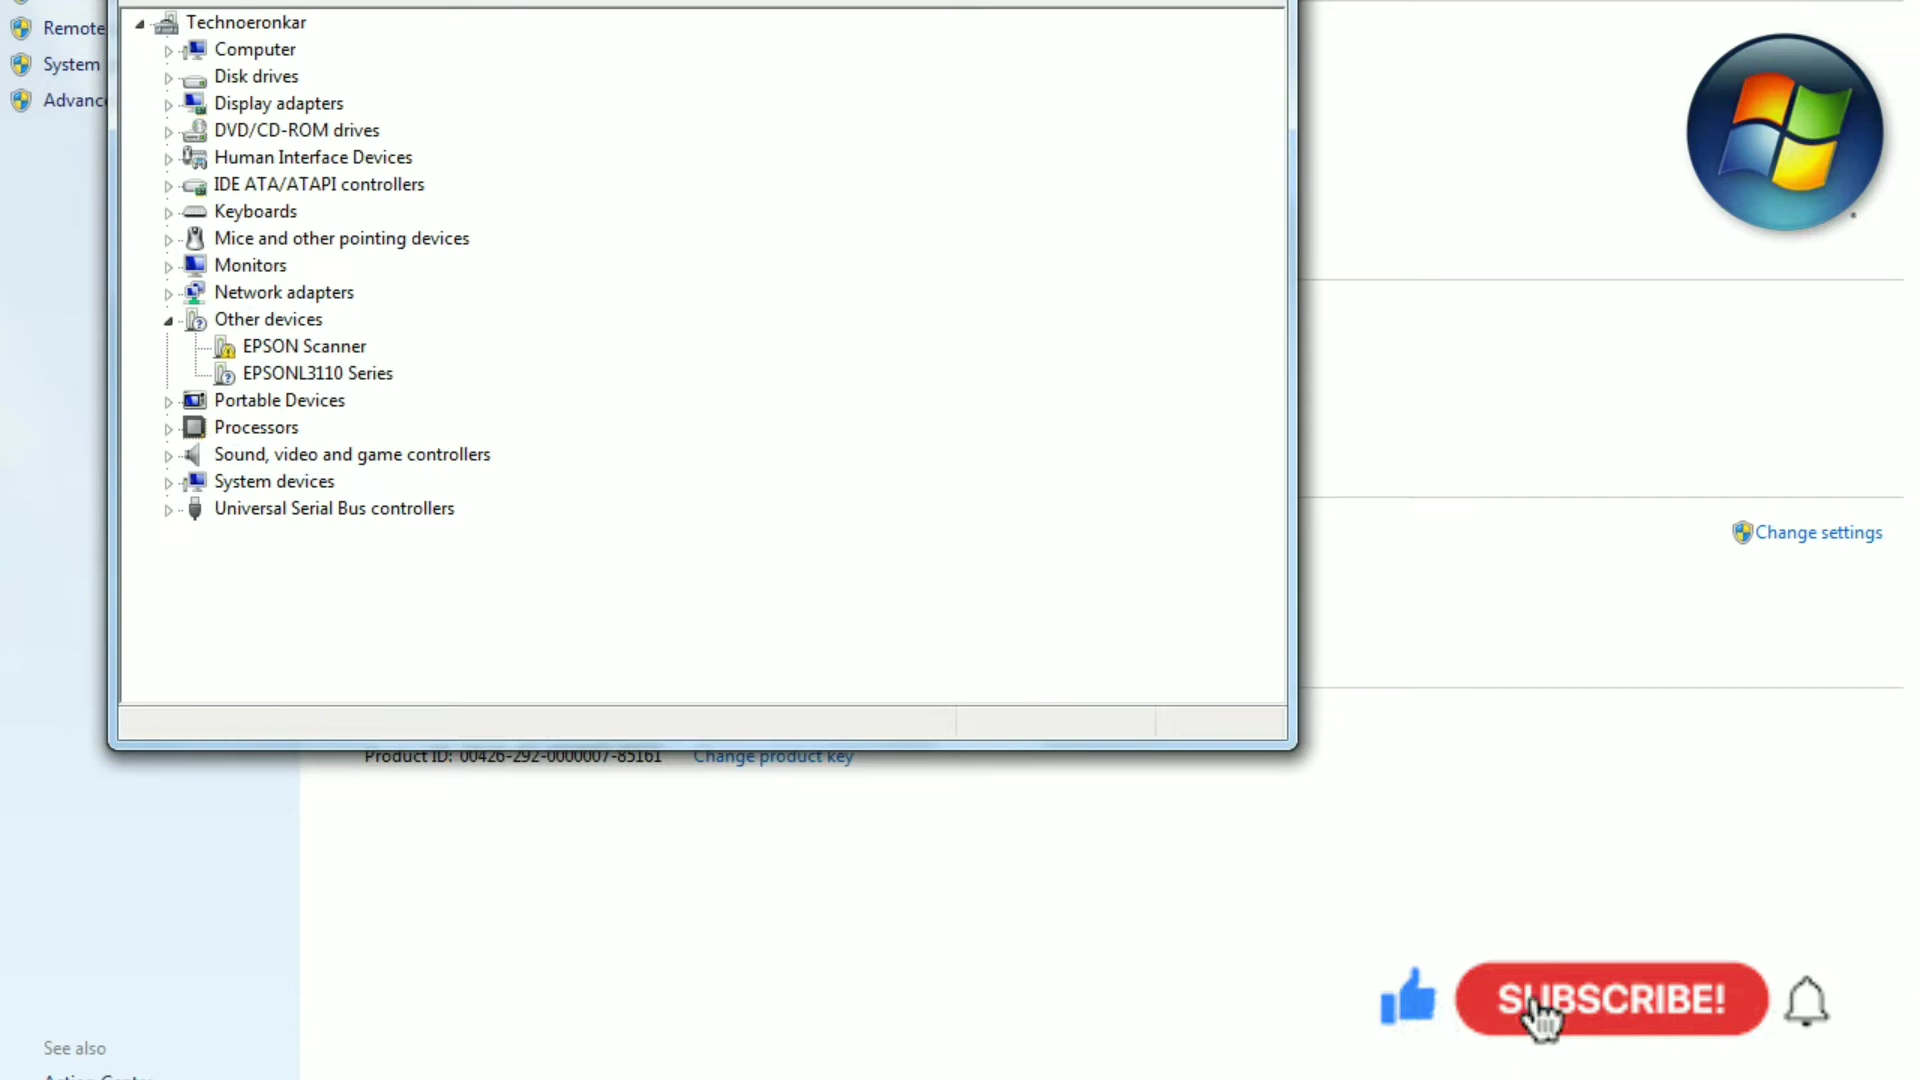 Remote
System
Advanc
Technoeronkar
Computer
Disk drives
Display adapters
DVD/CD-ROM drives
Human Interface Devices
IDE ATA/ATAPI controllers
Keyboards
Mice and other pointing devices
Monitors
Network adapters
Other devices
EPSON Scanner
EPSONL3110 Series
Portable Devices
Processors
Sound, video and game controllers
System devices
Universal Serial Bus controllers
Change settings
Product ID: 00426-292-0000007-85161 Change product key
SUBSCRIBE!
See also
Action Center